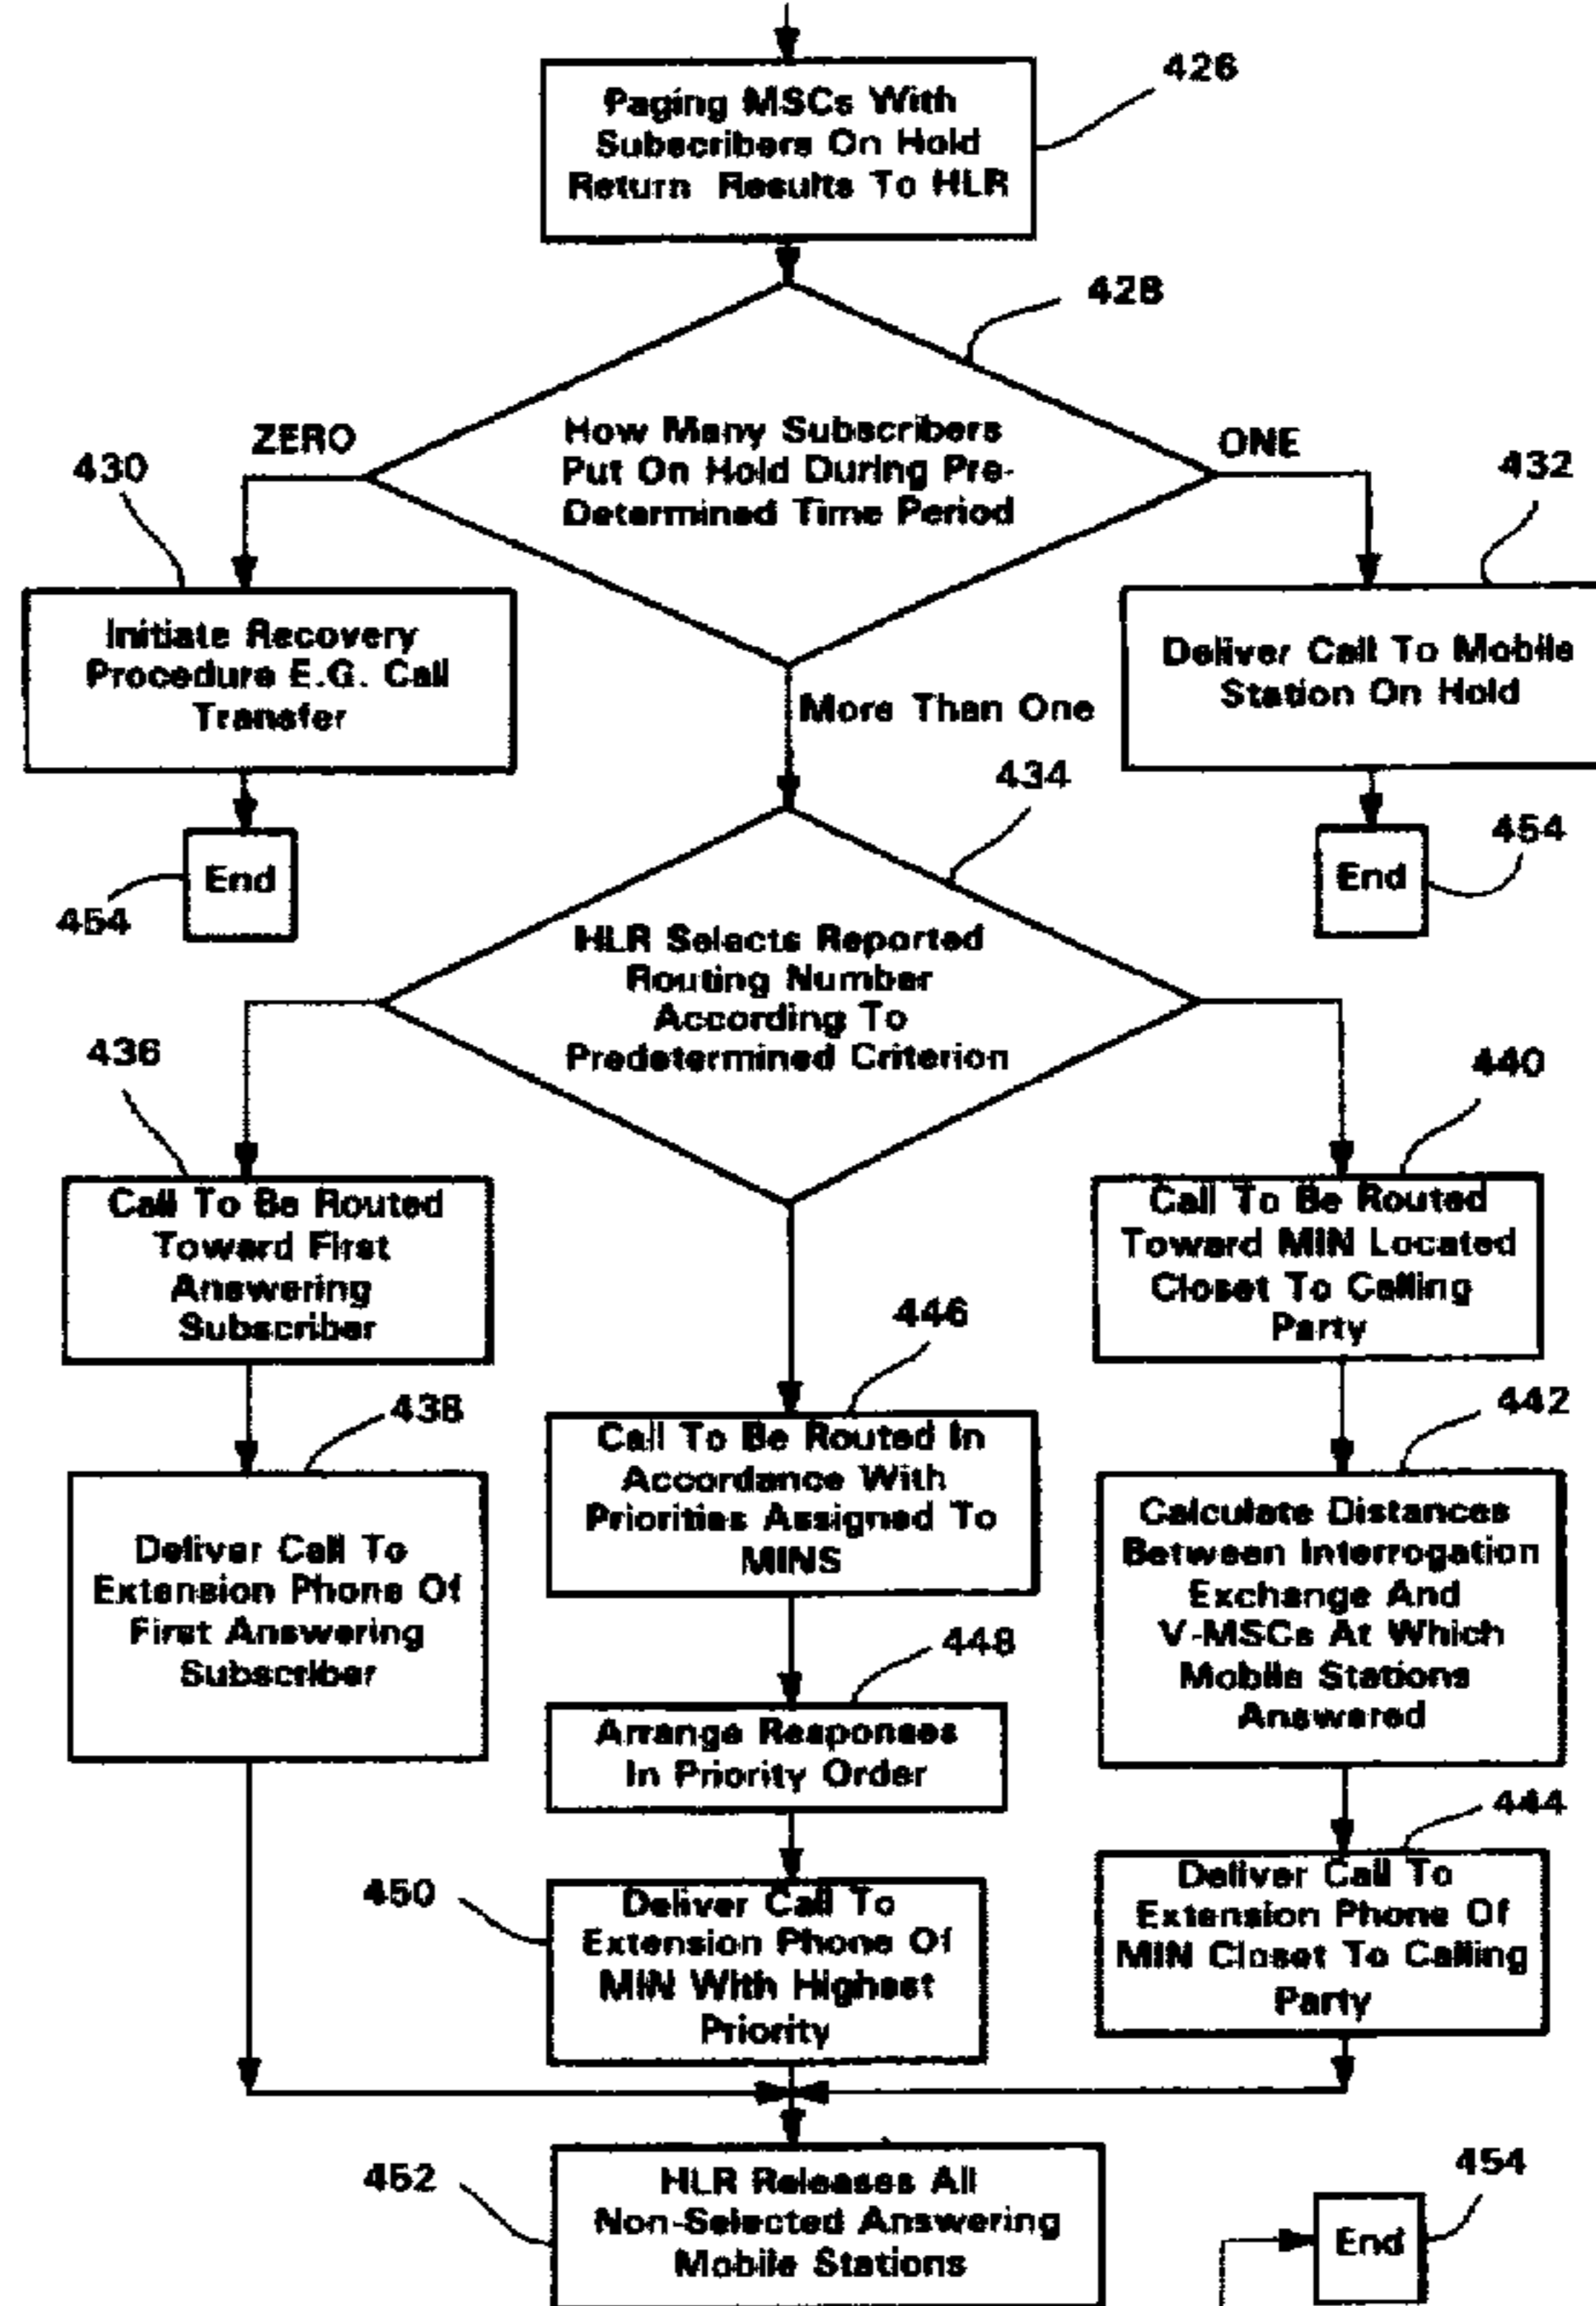 426
Paging MSCs With
Subscribers On Hold
Return Results To HLR
428
How Many Subscribers
Put On Hold During Pre-
Determined Time Period
ZERO
ONE
430
Initiate Recovery
Procedure E.G. Call
Transfer
432
Deliver Call To Mobile
Station On Hold
More Than One
End
454
End
454
434
HLR Selects Reported
Routing Number
According To
Predetermined Criterion
436
Call To Be Routed
Toward First
Answering
Subscriber
440
Call To Be Routed
Toward MIN Located
Closet To Calling
Party
438
Deliver Call To
Extension Phone Of
First Answering
Subscriber
446
Call To Be Routed In
Accordance With
Priorities Assigned To
MINS
442
Calculate Distances
Between Interrogation
Exchange And
V-MSCs At Which
Mobile Stations
Answered
448
Arrange Responses
In Priority Order
450
Deliver Call To
Extension Phone Of
MIN With Highest
Priority
444
Deliver Call To
Extension Phone Of
MIN Closet To Calling
Party
452
HLR Releases All
Non-Selected Answering
Mobile Stations
454
End